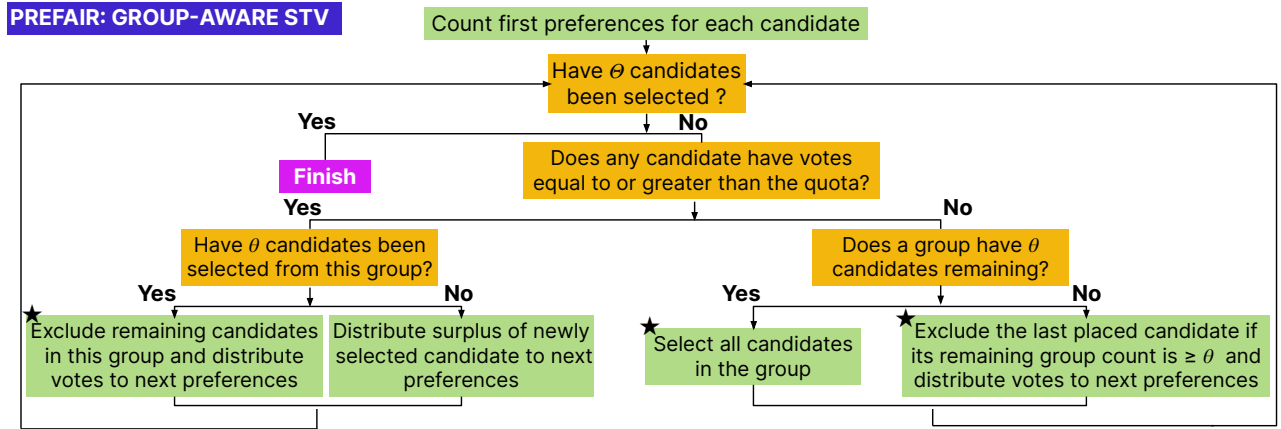 PREFAIR: GROUP-AWARE STV
Count first preferences for each candidate
Have Θ candidates
been selected ?
Yes
No
Finish
Does any candidate have votes
equal to or greater than the quota?
Yes
No
Have θ candidates been
selected from this group?
Does a group have θ
candidates remaining?
Yes
No
Yes
No
Exclude remaining candidates
in this group and distribute
votes to next preferences
Distribute surplus of newly
selected candidate to next
preferences
Select all candidates
in the group
Exclude the last placed candidate if
its remaining group count is ≥ θ and
distribute votes to next preferences